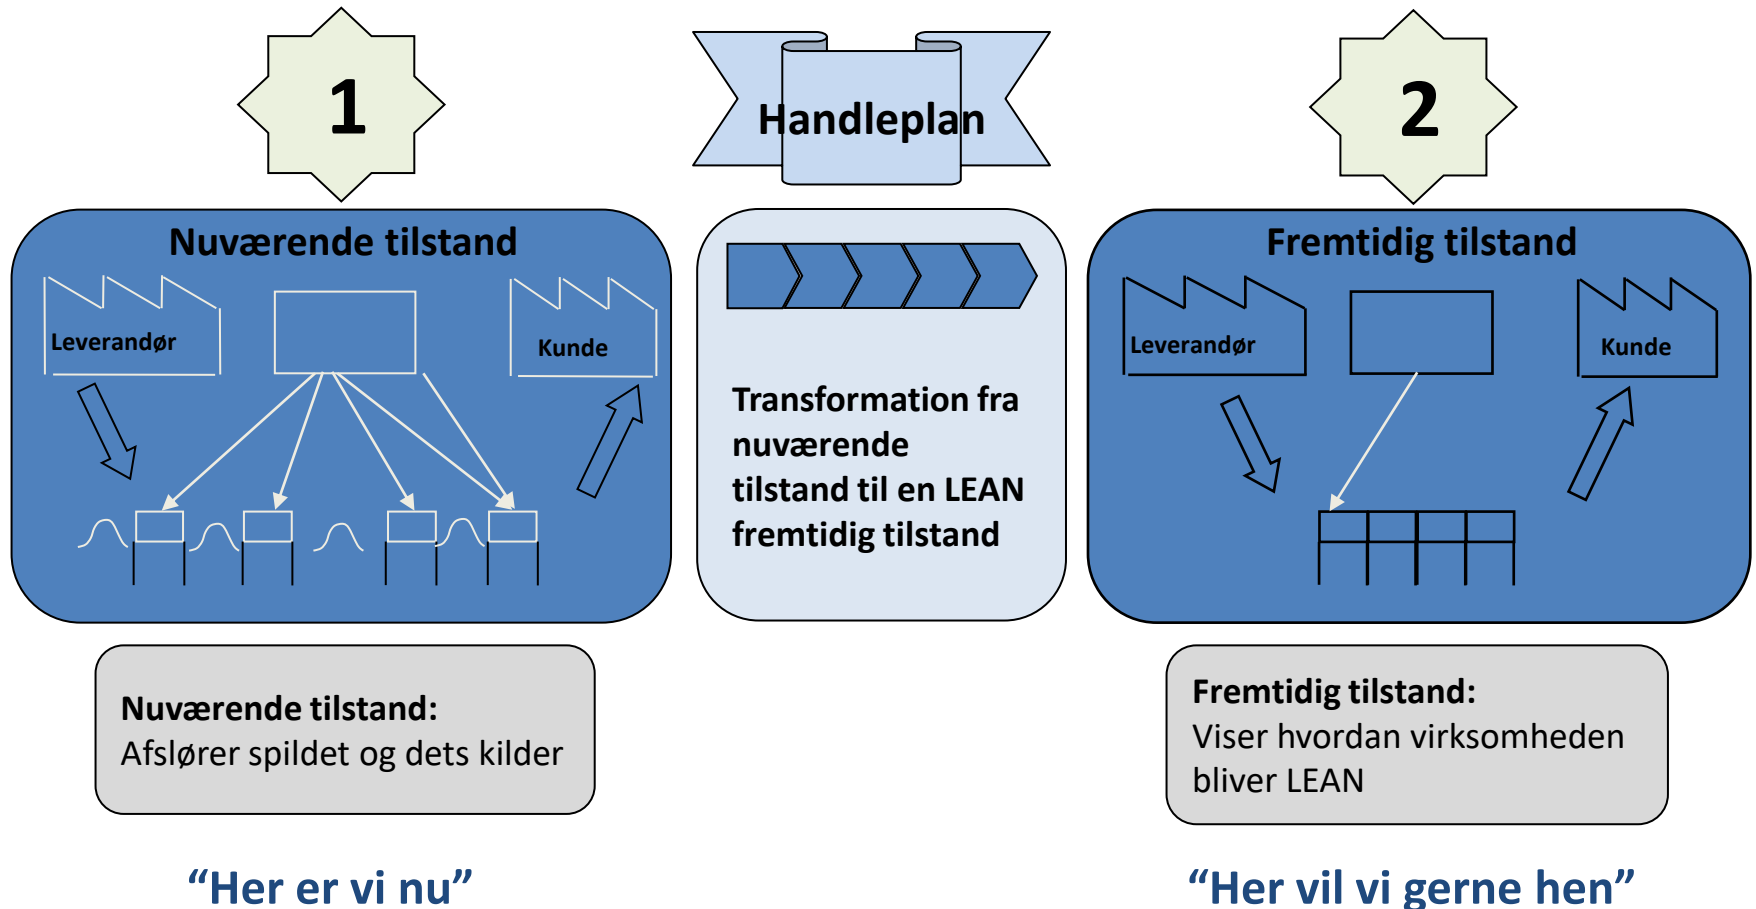 1
Handleplan
2
Nuværende tilstand
Leverandør
Kunde
Transformation fra
nuværende
tilstand til en LEAN
fremtidig tilstand
Fremtidig tilstand
Leverandør
Kunde
Nuværende tilstand:
Afslører spildet og dets kilder
Fremtidig tilstand:
Viser hvordan virksomheden
bliver LEAN
“Her er vi nu”
“Her vil vi gerne hen”